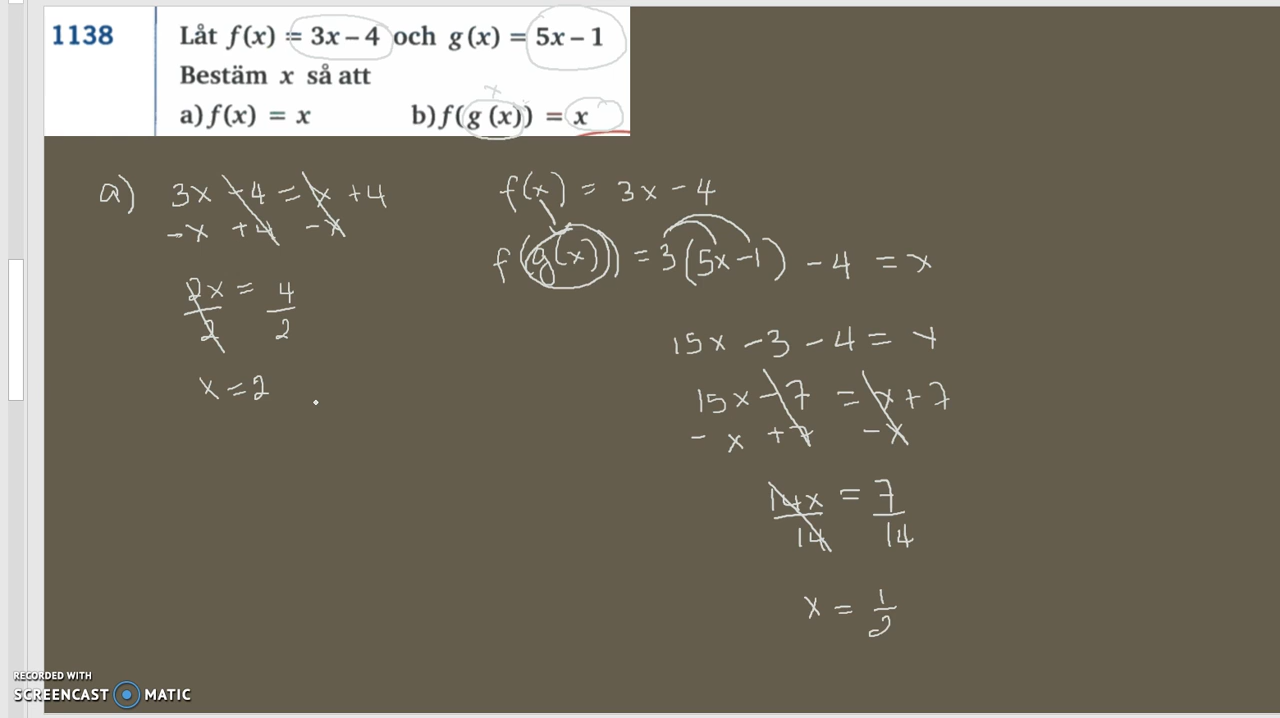 1138 Låt f(x) = 3x – 4 och g(x) = 5x – 1
Bestäm x så att
a) f(x) = x b) f(g(x)) = x
x
a) 3x - 4 = x + 4
-x +4 -x
2x = 4
2 2
x = 2
f(x) = 3x - 4
f(g(x)) = 3(5x-1) - 4 = x
15x - 3 - 4 = x
15x - 7 = x + 7
- x + 7 - x
14x = 7
14 14
x = 1/2
RECORDED WITH
SCREENCAST MATIC